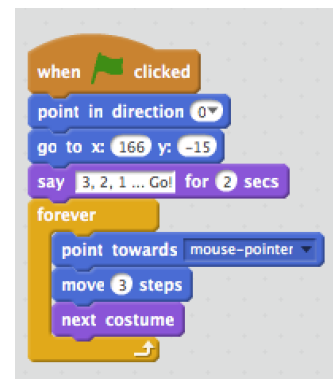 when clicked
point in direction 0
go to x: 166 y: -15
say 3, 2, 1 ... Go! for 2 secs
forever
point towards mouse-pointer
move 3 steps
next costume